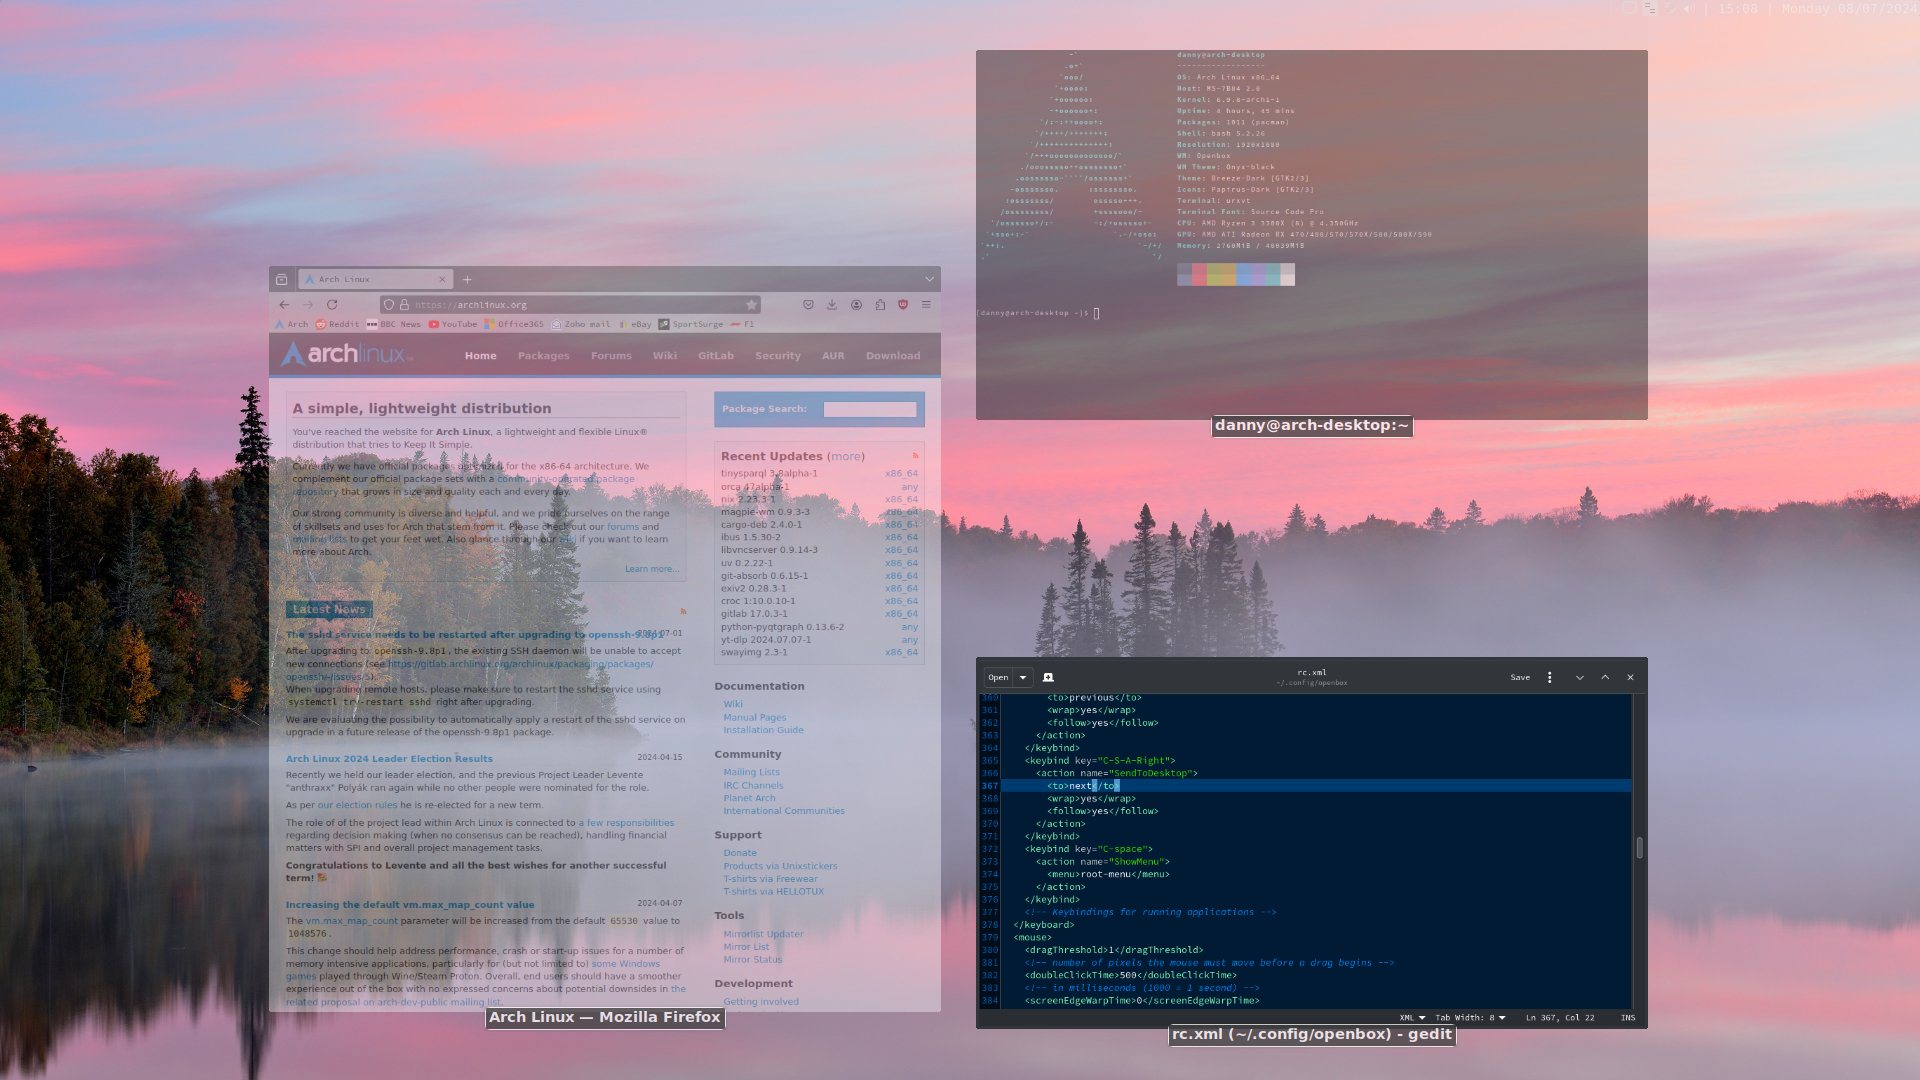 | 15:08 | Monday 08/07/2024
danny@arch-desktop
-------------------
OS: Arch Linux x86_64
Host: MS-7B84 2.0
Kernel: 6.9.8-arch1-1
Uptime: 4 hours, 45 mins
Packages: 1011 (pacman)
Shell: bash 5.2.26
Resolution: 1920x1080
WM: Openbox
WM Theme: Onyx-black
Theme: Breeze-Dark [GTK2/3]
Icons: Papirus-Dark [GTK2/3]
Terminal: urxvt
Terminal Font: Source Code Pro
CPU: AMD Ryzen 3 3300X (8) @ 4.350GHz
GPU: AMD ATI Radeon RX 470/480/570/570X/580/580X/590
Memory: 2760MiB / 40039MiB
[danny@arch-desktop ~]$
danny@arch-desktop:~
Arch Linux
https://archlinux.org
Arch Reddit BBC News YouTube Office365 Zoho mail eBay SportSurge F1
archlinux
Home Packages Forums Wiki GitLab Security AUR Download
A simple, lightweight distribution
You've reached the website for Arch Linux, a lightweight and flexible Linux®
distribution that tries to Keep It Simple.
Currently we have official packages optimized for the x86-64 architecture. We
complement our official package sets with a community-operated package
repository that grows in size and quality each and every day.
Our strong community is diverse and helpful, and we pride ourselves on the range
of skillsets and uses for Arch that stem from it. Please check out our forums and
mailing lists to get your feet wet. Also glance through our wiki if you want to learn
more about Arch.
Learn more...
Latest News
The sshd service needs to be restarted after upgrading to openssh-9.8p1
2024-07-01
After upgrading to openssh-9.8p1, the existing SSH daemon will be unable to accept
new connections (see https://gitlab.archlinux.org/archlinux/packaging/packages/
openssh/-/issues/5).
When upgrading remote hosts, please make sure to restart the sshd service using
systemctl try-restart sshd right after upgrading.
We are evaluating the possibility to automatically apply a restart of the sshd service on
upgrade in a future release of the openssh-9.8p1 package.
Arch Linux 2024 Leader Election Results 2024-04-15
Recently we held our leader election, and the previous Project Leader Levente
"anthraxx" Polyák ran again while no other people were nominated for the role.
As per our election rules he is re-elected for a new term.
The role of of the project lead within Arch Linux is connected to a few responsibilities
regarding decision making (when no consensus can be reached), handling financial
matters with SPI and overall project management tasks.
Congratulations to Levente and all the best wishes for another successful
term! 🎉
Increasing the default vm.max_map_count value 2024-04-07
The vm.max_map_count parameter will be increased from the default 65530 value to
1048576.
This change should help address performance, crash or start-up issues for a number of
memory intensive applications, particularly for (but not limited to) some Windows
games played through Wine/Steam Proton. Overall, end users should have a smoother
experience out of the box with no expressed concerns about potential downsides in the
related proposal on arch-dev-public mailing list.
Package Search:
Recent Updates (more)
tinysparql 3.8alpha-1 x86_64
orca 47alpha-1 any
nix 2.23.3-1 x86_64
magpie-wm 0.9.3-3 x86_64
cargo-deb 2.4.0-1 x86_64
ibus 1.5.30-2 x86_64
libvncserver 0.9.14-3 x86_64
uv 0.2.22-1 x86_64
git-absorb 0.6.15-1 x86_64
exiv2 0.28.3-1 x86_64
croc 1:10.0.10-1 x86_64
gitlab 17.0.3-1 x86_64
python-pyqtgraph 0.13.6-2 any
yt-dlp 2024.07.07-1 any
swayimg 2.3-1 x86_64
Documentation
Wiki
Manual Pages
Installation Guide
Community
Mailing Lists
IRC Channels
Planet Arch
International Communities
Support
Donate
Products via Unixstickers
T-shirts via Freewear
T-shirts via HELLOTUX
Tools
Mirrorlist Updater
Mirror List
Mirror Status
Development
Getting involved
Arch Linux — Mozilla Firefox
Open rc.xml Save
~/.config/openbox
360 <to>previous</to>
361 <wrap>yes</wrap>
362 <follow>yes</follow>
363 </action>
364 </keybind>
365 <keybind key="C-S-A-Right">
366 <action name="SendToDesktop">
367 <to>next</to>
368 <wrap>yes</wrap>
369 <follow>yes</follow>
370 </action>
371 </keybind>
372 <keybind key="C-space">
373 <action name="ShowMenu">
374 <menu>root-menu</menu>
375 </action>
376 </keybind>
377 <!-- Keybindings for running applications -->
378 </keyboard>
379 <mouse>
380 <dragThreshold>1</dragThreshold>
381 <!-- number of pixels the mouse must move before a drag begins -->
382 <doubleClickTime>500</doubleClickTime>
383 <!-- in milliseconds (1000 = 1 second) -->
384 <screenEdgeWarpTime>0</screenEdgeWarpTime>
XML Tab Width: 8 Ln 367, Col 22 INS
rc.xml (~/.config/openbox) - gedit